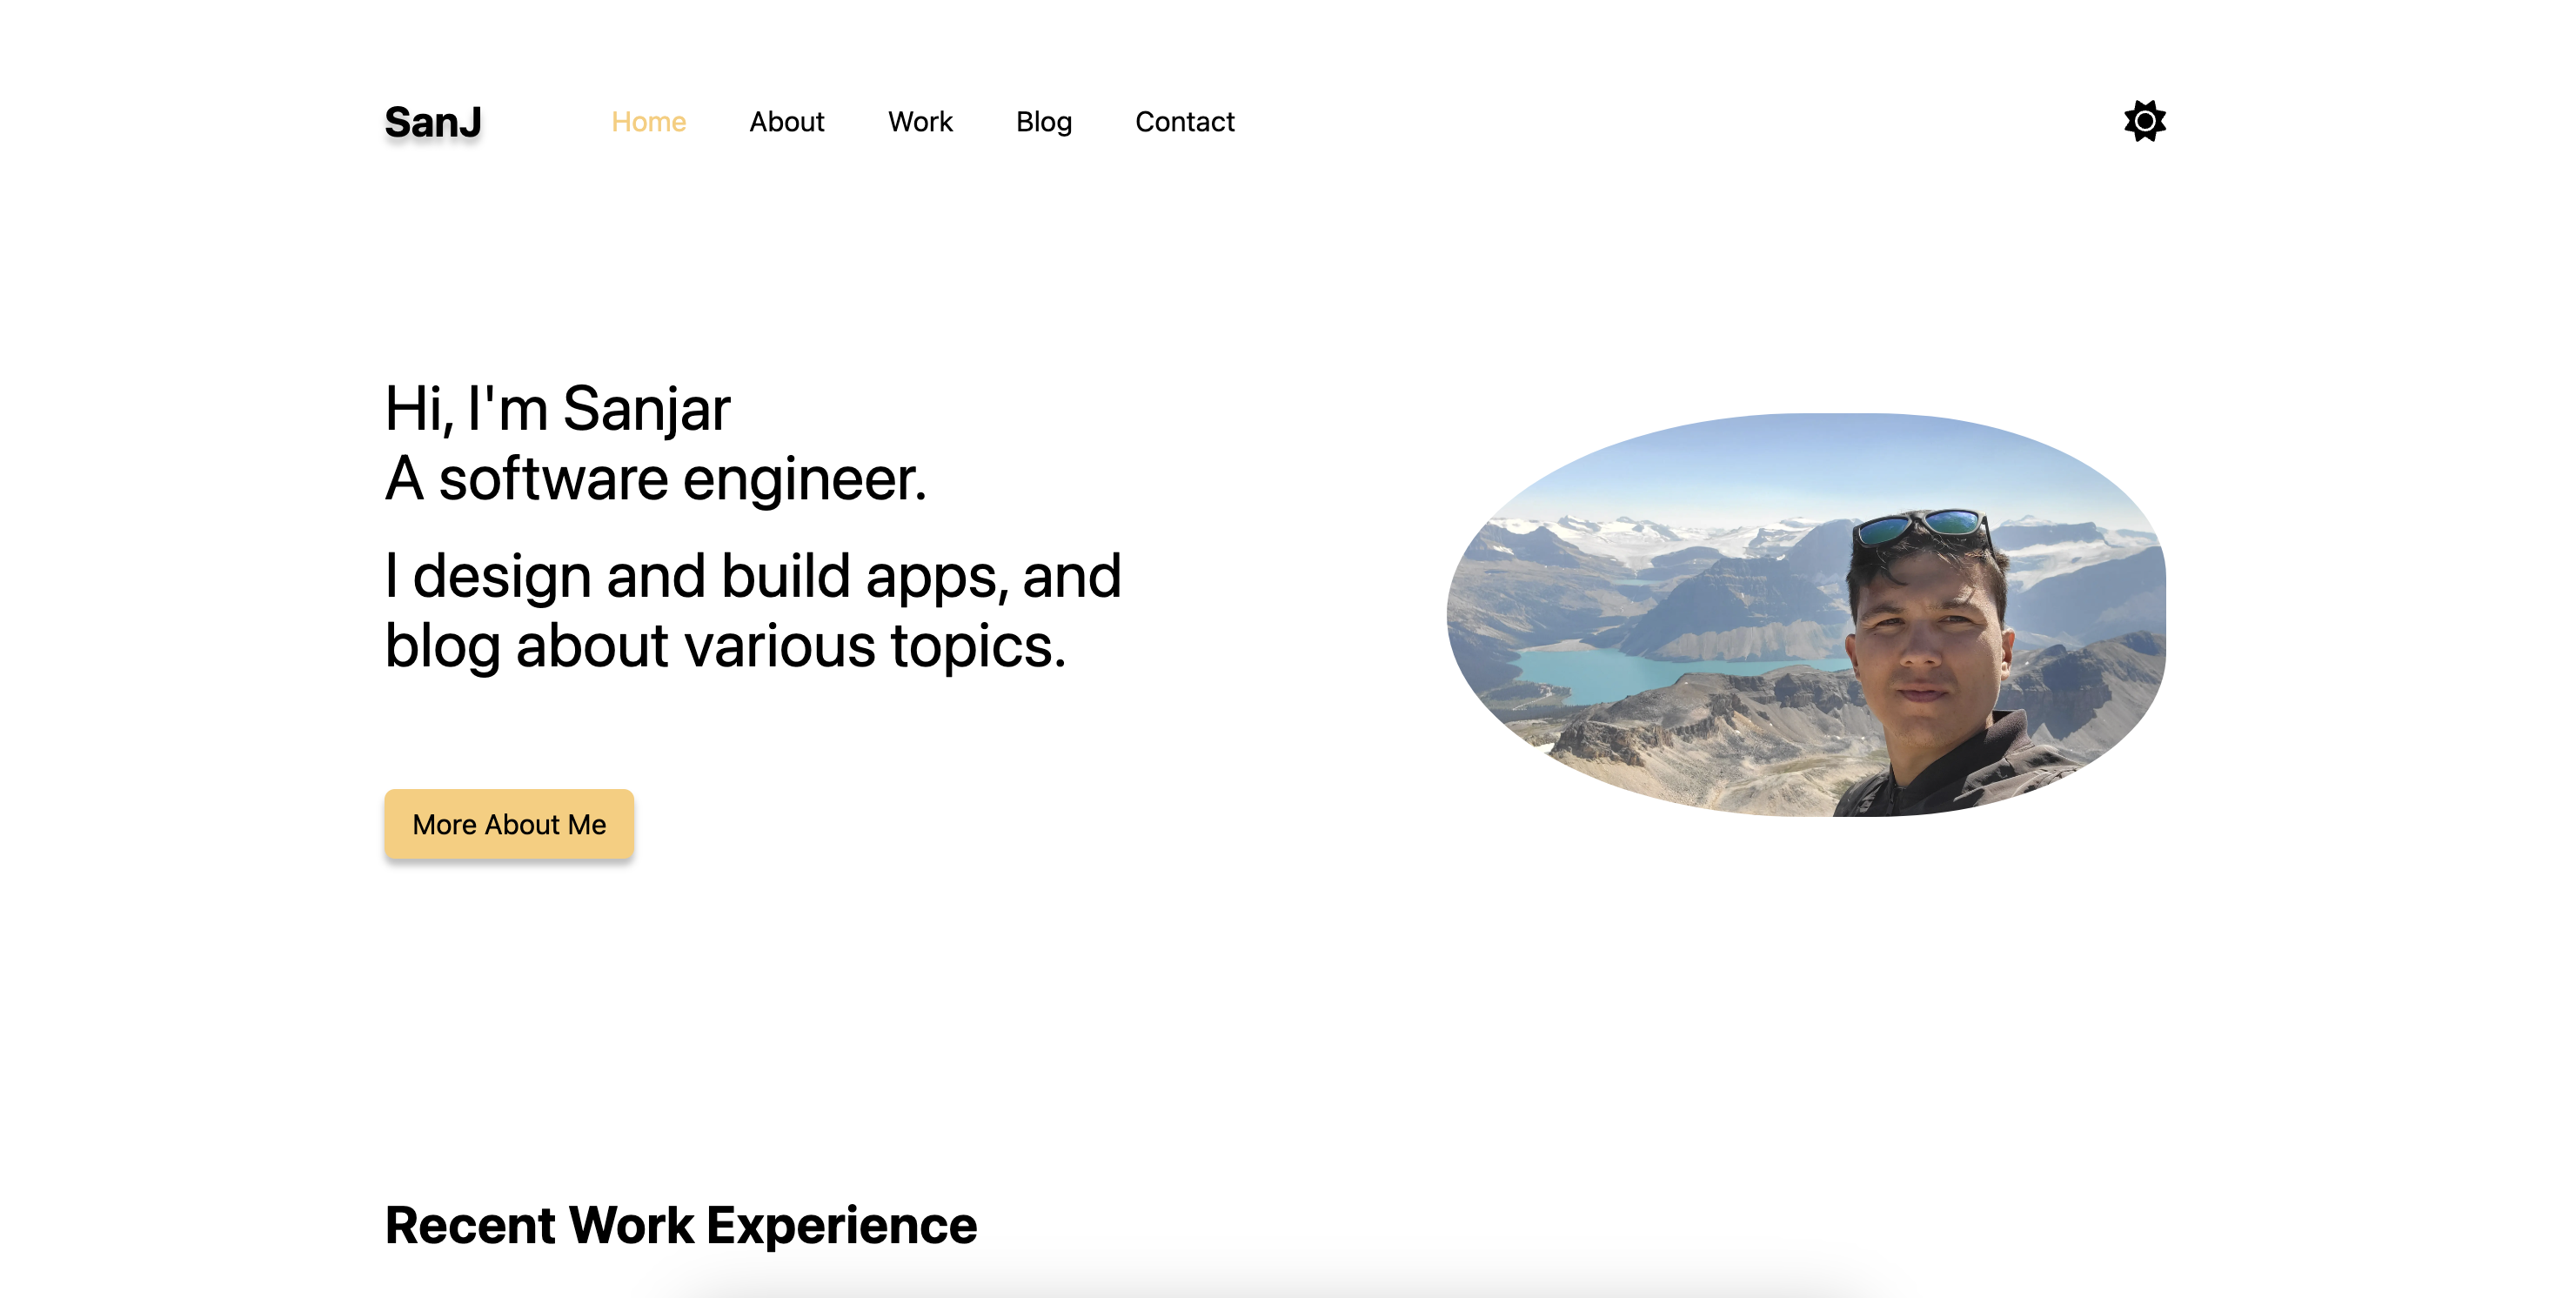 SanJ
Home About Work Blog Contact
Hi, I'm Sanjar
A software engineer.
I design and build apps, and
blog about various topics.
More About Me
Recent Work Experience